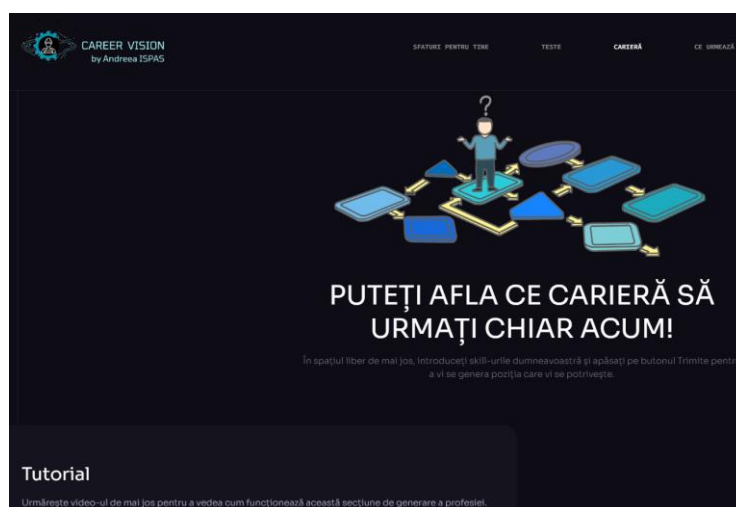 CAREER VISION
by Andreea ISPAS
SFATURI PENTRU TINE TESTE CARIERĂ CE URMEAZĂ
?
PUTEȚI AFLA CE CARIERĂ SĂ
URMAȚI CHIAR ACUM!
În spațiul liber de mai jos, introduceți skill-urile dumneavoastră și apăsați pe butonul Trimite pentr
a vi se genera poziția care vi se potrivește.
Tutorial
Urmărește video-ul de mai jos pentru a vedea cum funcționează această secțiune de generare a profesiei.